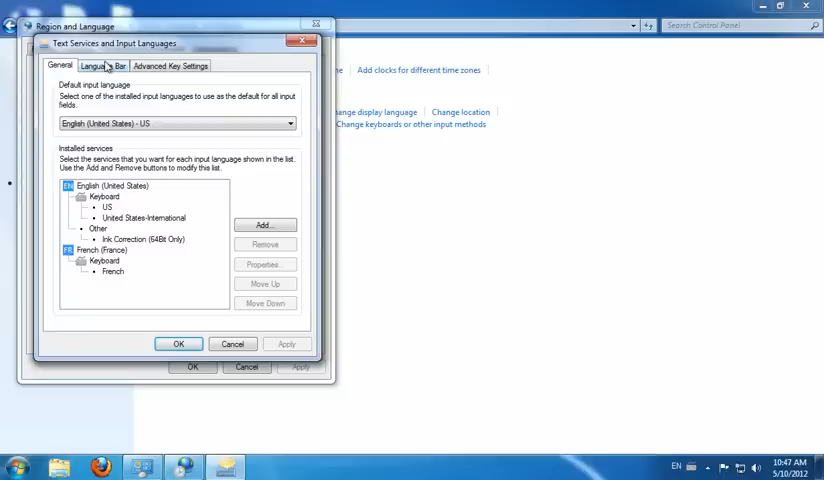 Region and Language
Search Control Panel
Text Services and Input Languages
General
Language Bar
Advanced Key Settings
Add clocks for different time zones
Default input language
Select one of the installed input languages to use as the default for all input
fields.
English (United States) - US
Change location
Change keyboards or other input methods
display language
Installed services
Select the services that you want for each input language shown in the list.
Use the Add and Remove buttons to modify this list.
EN English (United States)
Keyboard
US
United States-International
Other
Ink Correction (64Bit Only)
FR French (France)
Keyboard
French
Add...
Remove
Properties...
Move Up
Move Down
OK
Cancel
Apply
OK
Cancel
Apply
EN
10:47 AM
5/10/2012